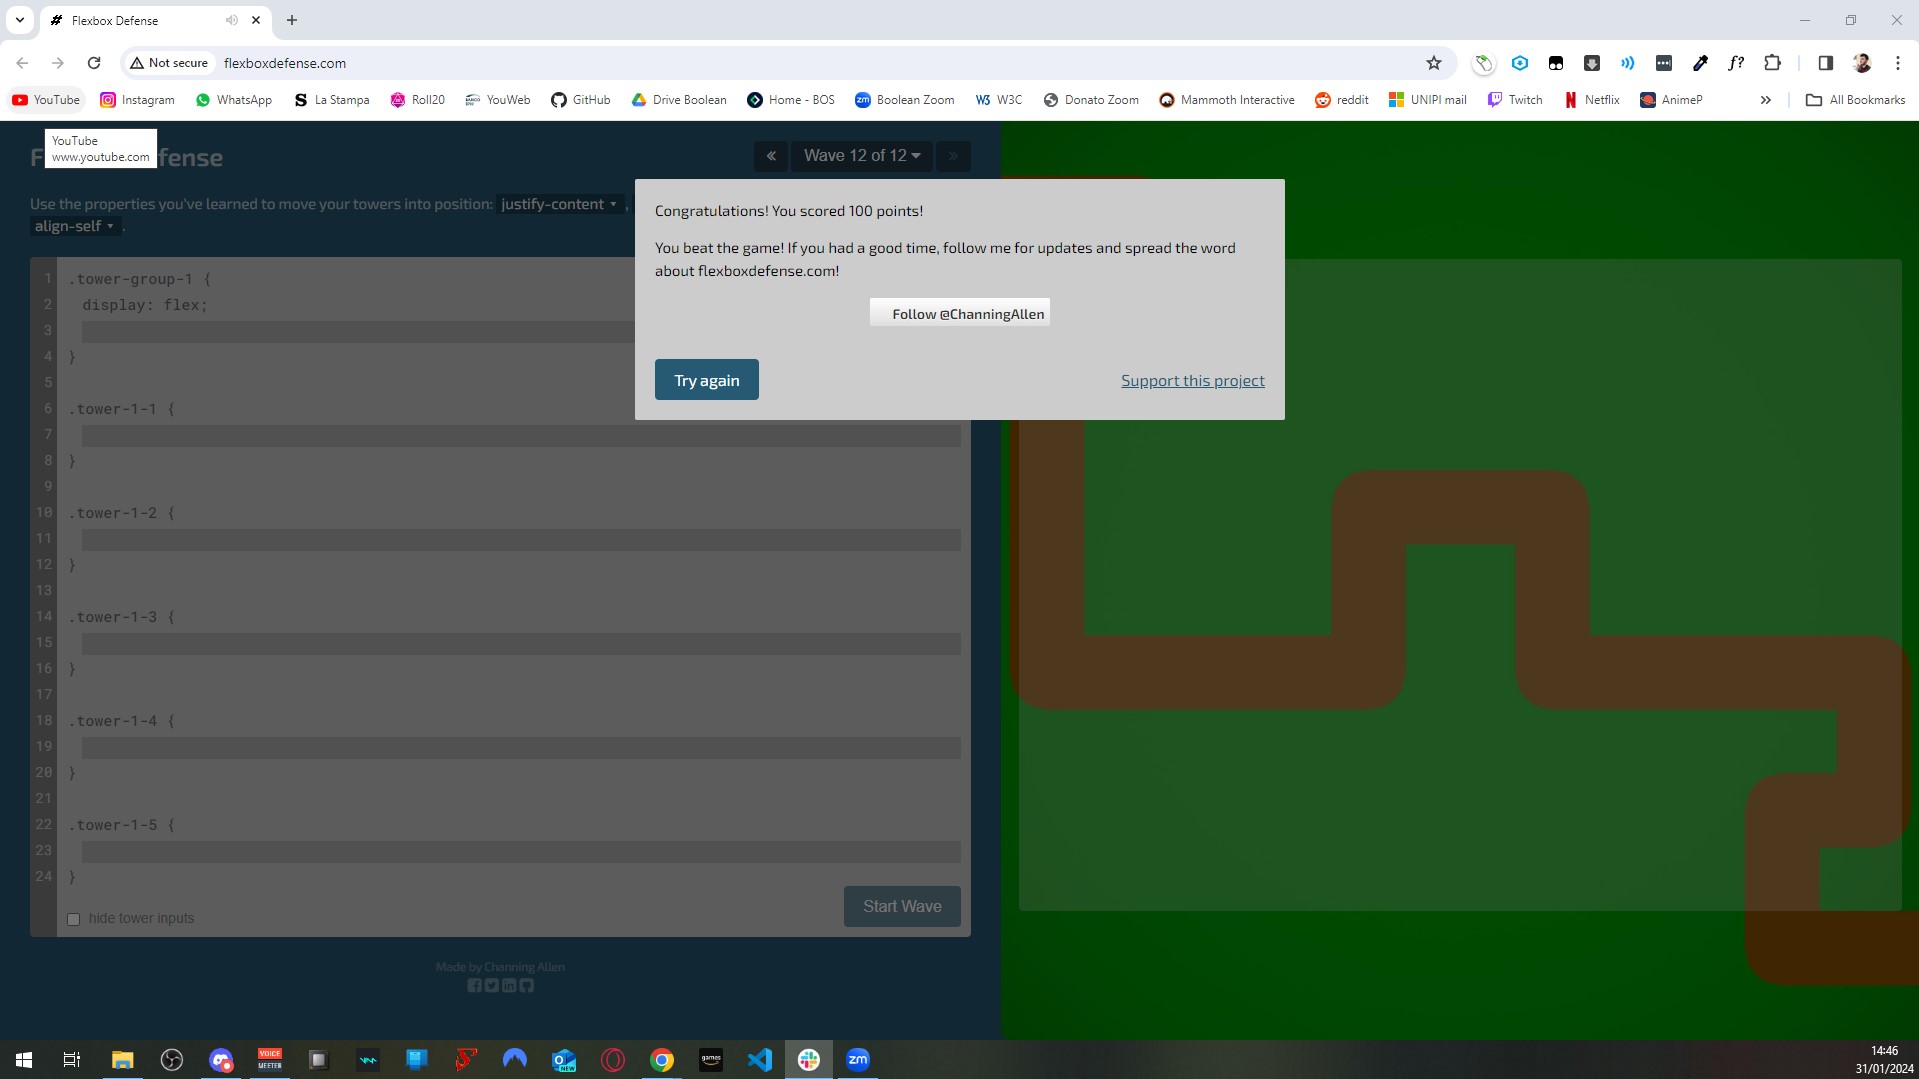 Flexbox Defense
Not secure
flexboxdefense.com
YouTube
Instagram
WhatsApp
La Stampa
Roll20
YouWeb
GitHub
Drive Boolean
Home - BOS
Boolean Zoom
W3C
Donato Zoom
Mammoth Interactive
reddit
UNIPI mail
Twitch
Netflix
AnimeP
All Bookmarks
YouTube
www.youtube.com
F fense
« Wave 12 of 12 »
Use the properties you've learned to move your towers into position: justify-content ,
align-self .
Congratulations! You scored 100 points!
You beat the game! If you had a good time, follow me for updates and spread the word
about flexboxdefense.com!
Follow @ChanningAllen
Try again
Support this project
1 .tower-group-1 {
2 display: flex;
3
4 }
5
6 .tower-1-1 {
7
8 }
9
10 .tower-1-2 {
11
12 }
13
14 .tower-1-3 {
15
16 }
17
18 .tower-1-4 {
19
20 }
21
22 .tower-1-5 {
23
24 }
hide tower inputs
Start Wave
Made by Channing Allen
VOICE
MEETER
NEW
games
zm
14:46
31/01/2024